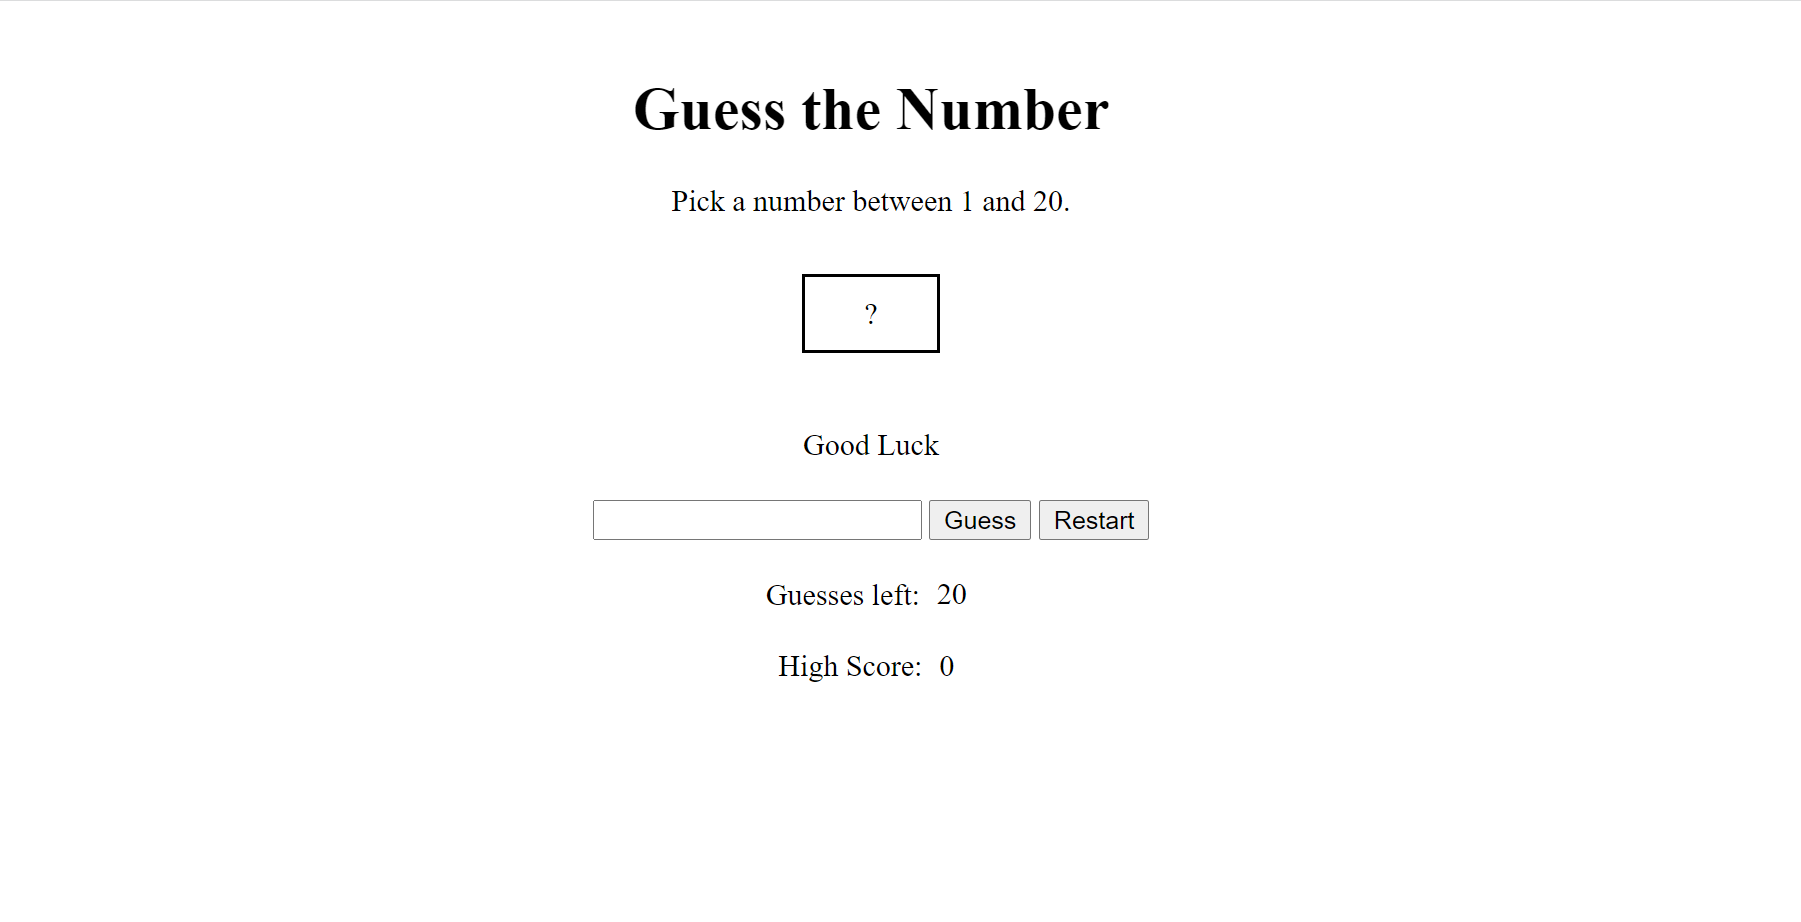 Guess the Number
Pick a number between 1 and 20.
?
Good Luck
Guess Restart
Guesses left: 20
High Score: 0